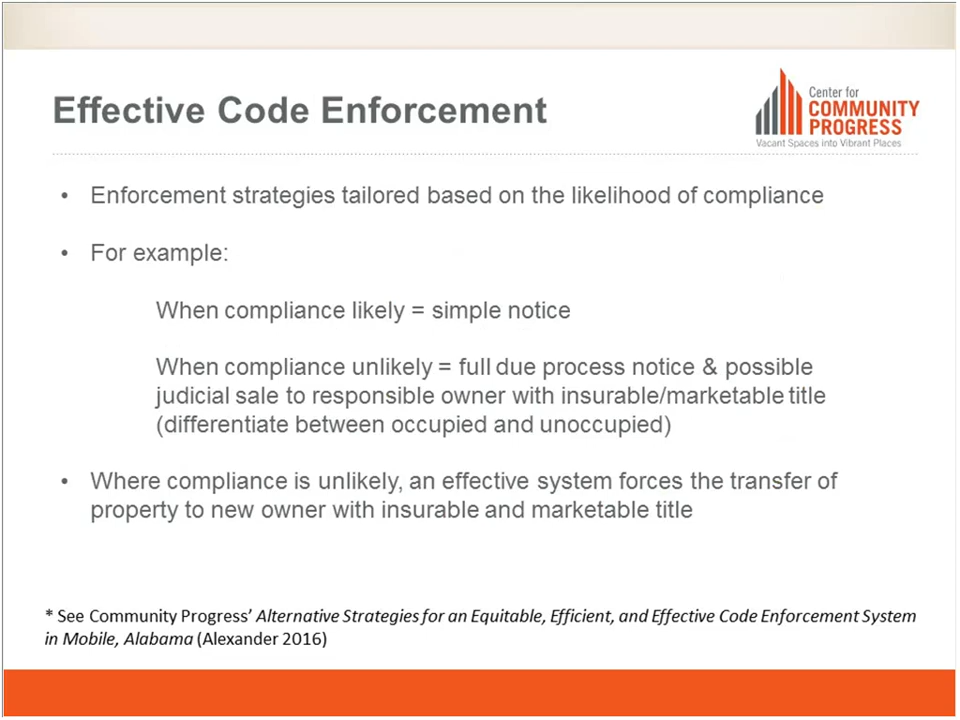 Effective Code Enforcement
Center for
COMMUNITY
PROGRESS
Vacant Spaces into Vibrant Places
• Enforcement strategies tailored based on the likelihood of compliance
• For example:
When compliance likely = simple notice
When compliance unlikely = full due process notice & possible
judicial sale to responsible owner with insurable/marketable title
(differentiate between occupied and unoccupied)
• Where compliance is unlikely, an effective system forces the transfer of
property to new owner with insurable and marketable title
* See Community Progress’ Alternative Strategies for an Equitable, Efficient, and Effective Code Enforcement System
in Mobile, Alabama (Alexander 2016)